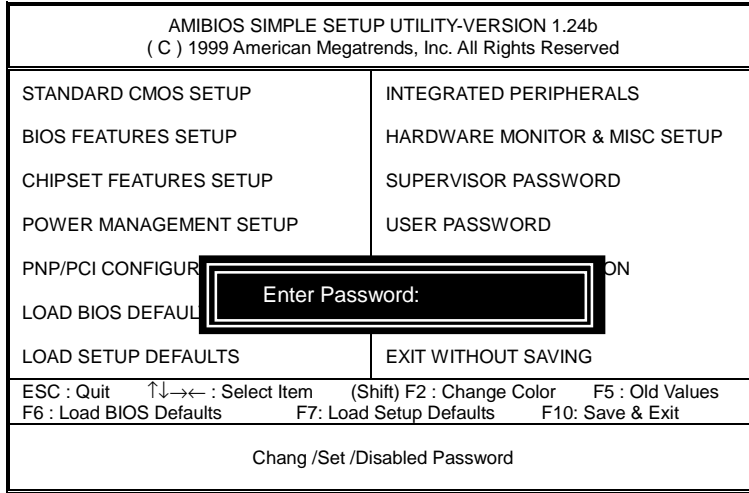 AMIBIOS SIMPLE SETUP UTILITY-VERSION 1.24b
( C ) 1999 American Megatrends, Inc. All Rights Reserved
STANDARD CMOS SETUP
BIOS FEATURES SETUP
CHIPSET FEATURES SETUP
POWER MANAGEMENT SETUP
PNP/PCI CONFIGUR
LOAD BIOS DEFAUL
LOAD SETUP DEFAULTS
INTEGRATED PERIPHERALS
HARDWARE MONITOR & MISC SETUP
SUPERVISOR PASSWORD
USER PASSWORD
ON
EXIT WITHOUT SAVING
Enter Password:
ESC : Quit ↑↓→← : Select Item (Shift) F2 : Change Color F5 : Old Values
F6 : Load BIOS Defaults F7: Load Setup Defaults F10: Save & Exit
Chang /Set /Disabled Password